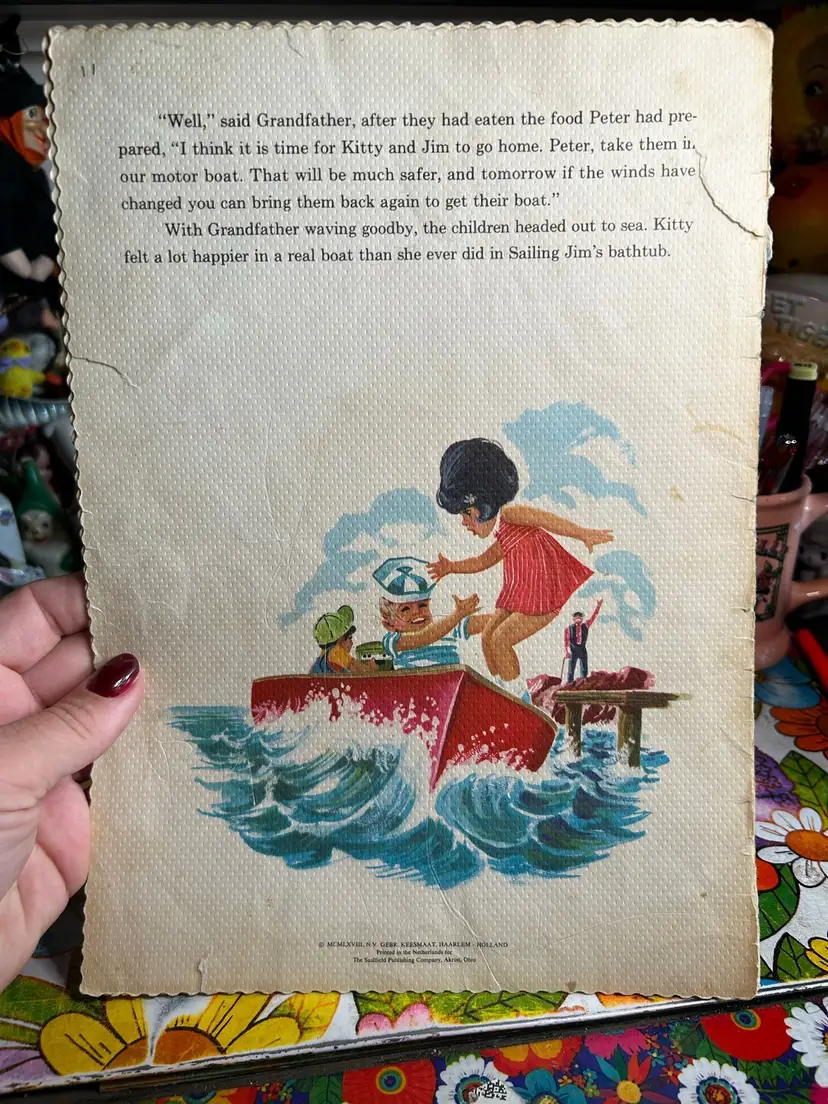 11
“Well,” said Grandfather, after they had eaten the food Peter had pre-
pared, “I think it is time for Kitty and Jim to go home. Peter, take them in
our motor boat. That will be much safer, and tomorrow if the winds have
changed you can bring them back again to get their boat.”
With Grandfather waving goodby, the children headed out to sea. Kitty
felt a lot happier in a real boat than she ever did in Sailing Jim’s bathtub.
© MCMLXVIII, N.V. GEBR. KEESMAAT, HAARLEM - HOLLAND
Printed in the Netherlands for
The Saalfield Publishing Company, Akron, Ohio